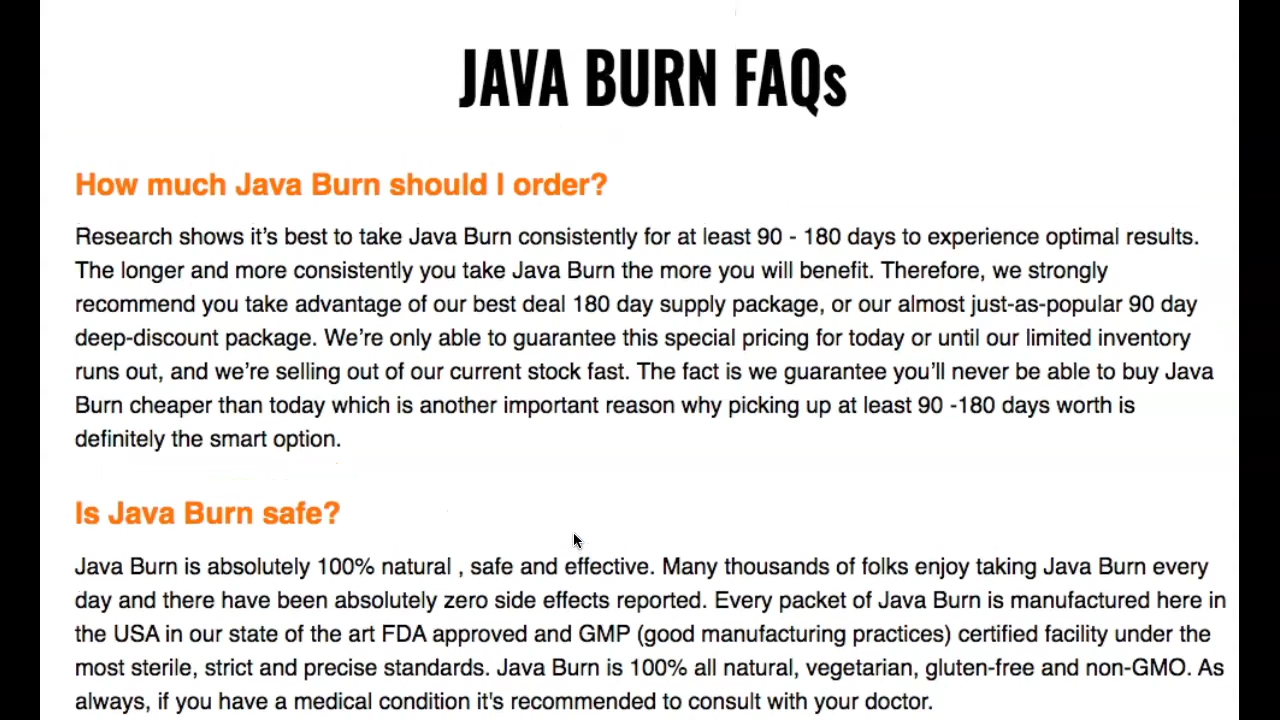 JAVA BURN FAQs
How much Java Burn should I order?
Research shows it’s best to take Java Burn consistently for at least 90 - 180 days to experience optimal results.
The longer and more consistently you take Java Burn the more you will benefit. Therefore, we strongly
recommend you take advantage of our best deal 180 day supply package, or our almost just-as-popular 90 day
deep-discount package. We’re only able to guarantee this special pricing for today or until our limited inventory
runs out, and we’re selling out of our current stock fast. The fact is we guarantee you’ll never be able to buy Java
Burn cheaper than today which is another important reason why picking up at least 90 -180 days worth is
definitely the smart option.
Is Java Burn safe?
Java Burn is absolutely 100% natural , safe and effective. Many thousands of folks enjoy taking Java Burn every
day and there have been absolutely zero side effects reported. Every packet of Java Burn is manufactured here in
the USA in our state of the art FDA approved and GMP (good manufacturing practices) certified facility under the
most sterile, strict and precise standards. Java Burn is 100% all natural, vegetarian, gluten-free and non-GMO. As
always, if you have a medical condition it's recommended to consult with your doctor.